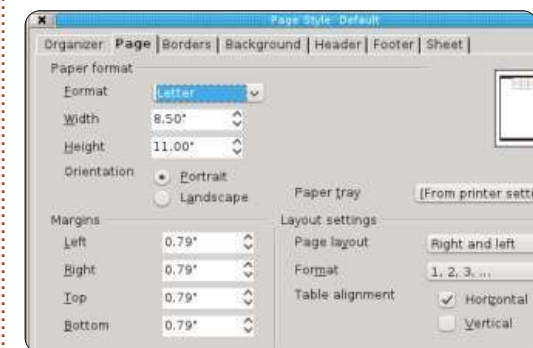 Page Style: Default
Organizer Page Borders Background Header Footer Sheet
Paper format
Format Letter
Width 8.50"
Height 11.00"
Orientation Portrait
Landscape
Paper tray [From printer setti
Margins
Left 0.79"
Right 0.79"
Top 0.79"
Bottom 0.79"
Layout settings
Page layout Right and left
Format 1, 2, 3, ...
Table alignment Horizontal
Vertical